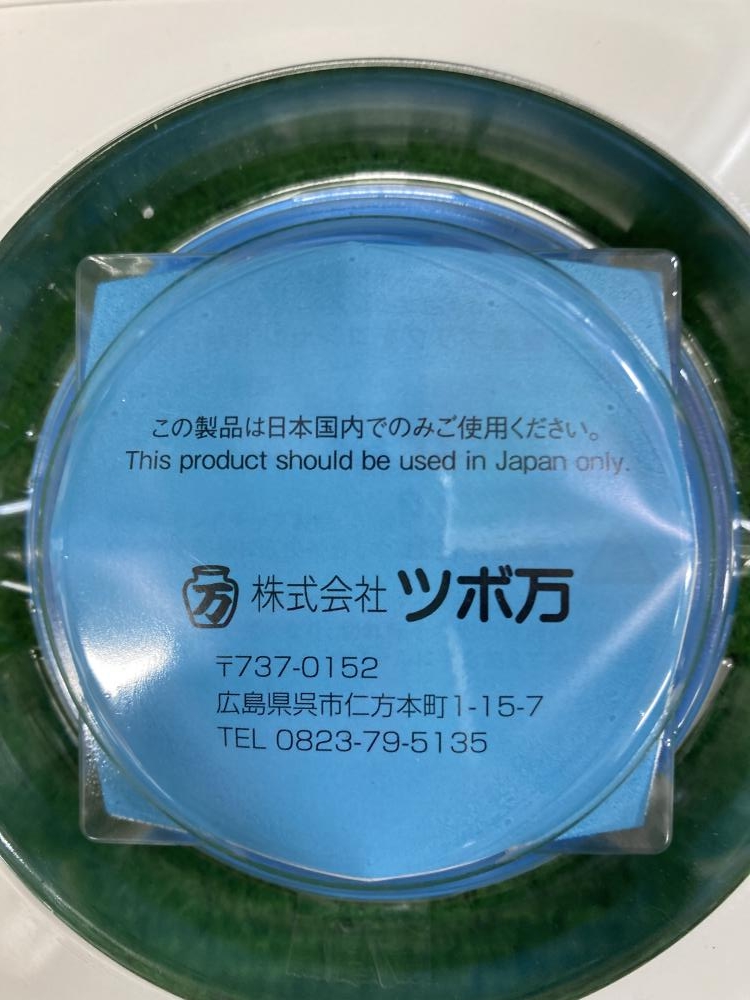 この製品は日本国内でのみご使用ください。
This product should be used in Japan only.
万 株式会社 ツボ万
〒737-0152
広島県呉市仁方本町1-15-7
TEL 0823-79-5135